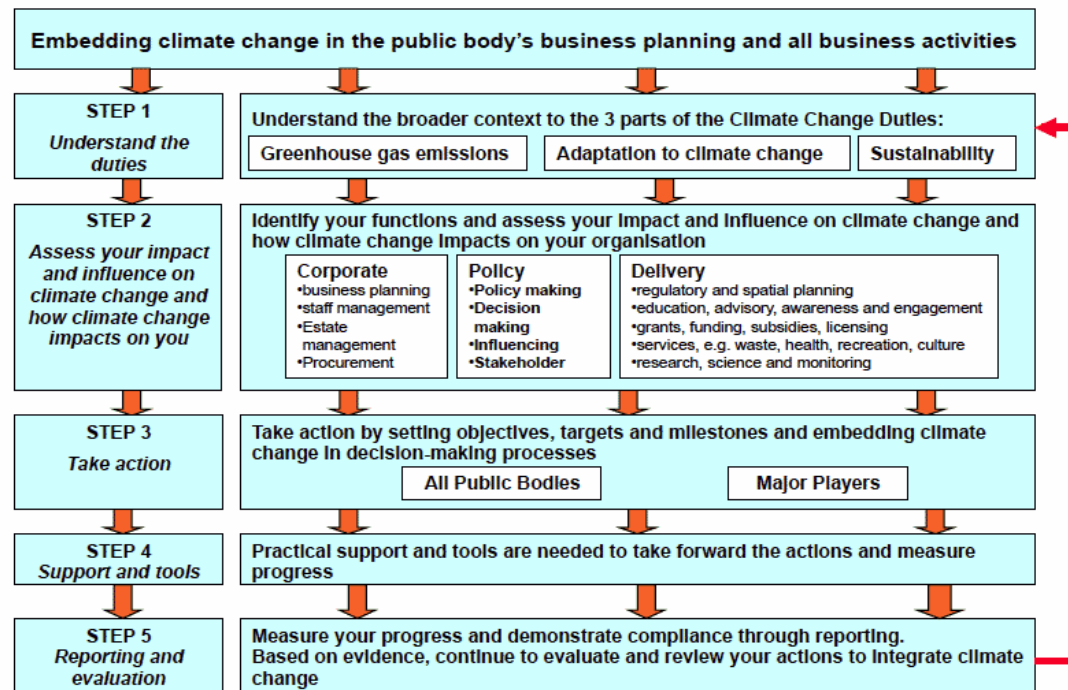 Embedding climate change in the public body's business planning and all business activities
STEP 1
Understand the
duties
Understand the broader context to the 3 parts of the Climate Change Duties:
Greenhouse gas emissions
Adaptation to climate change
Sustainability
STEP 2
Assess your impact
and influence on
climate change and
how climate change
impacts on you
Identify your functions and assess your impact and influence on climate change and
how climate change impacts on your organisation
Corporate
•business planning
•staff management
•Estate
management
•Procurement
Policy
•Policy making
•Decision
making
•Influencing
•Stakeholder
Delivery
•regulatory and spatial planning
•education, advisory, awareness and engagement
•grants, funding, subsidies, licensing
•services, e.g. waste, health, recreation, culture
•research, science and monitoring
STEP 3
Take action
Take action by setting objectives, targets and milestones and embedding climate
change in decision-making processes
All Public Bodies
Major Players
STEP 4
Support and tools
Practical support and tools are needed to take forward the actions and measure
progress
STEP 5
Reporting and
evaluation
Measure your progress and demonstrate compliance through reporting.
Based on evidence, continue to evaluate and review your actions to integrate climate
change